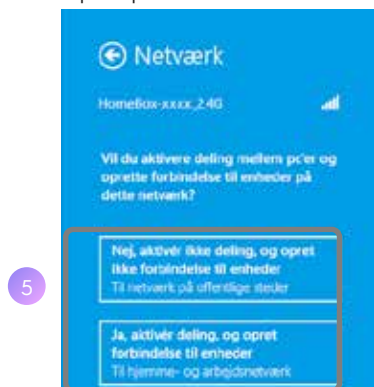 Netværk
HomeBox-xxxx_2.4G
Vil du aktivere deling mellem pc'er og
oprette forbindelse til enheder på
dette netværk?
Nej, aktivér ikke deling, og opret
ikke forbindelse til enheder
Til netværk på offentlige steder
5
Ja, aktivér deling, og opret
forbindelse til enheder
Til hjemme- og arbejdsnetværk